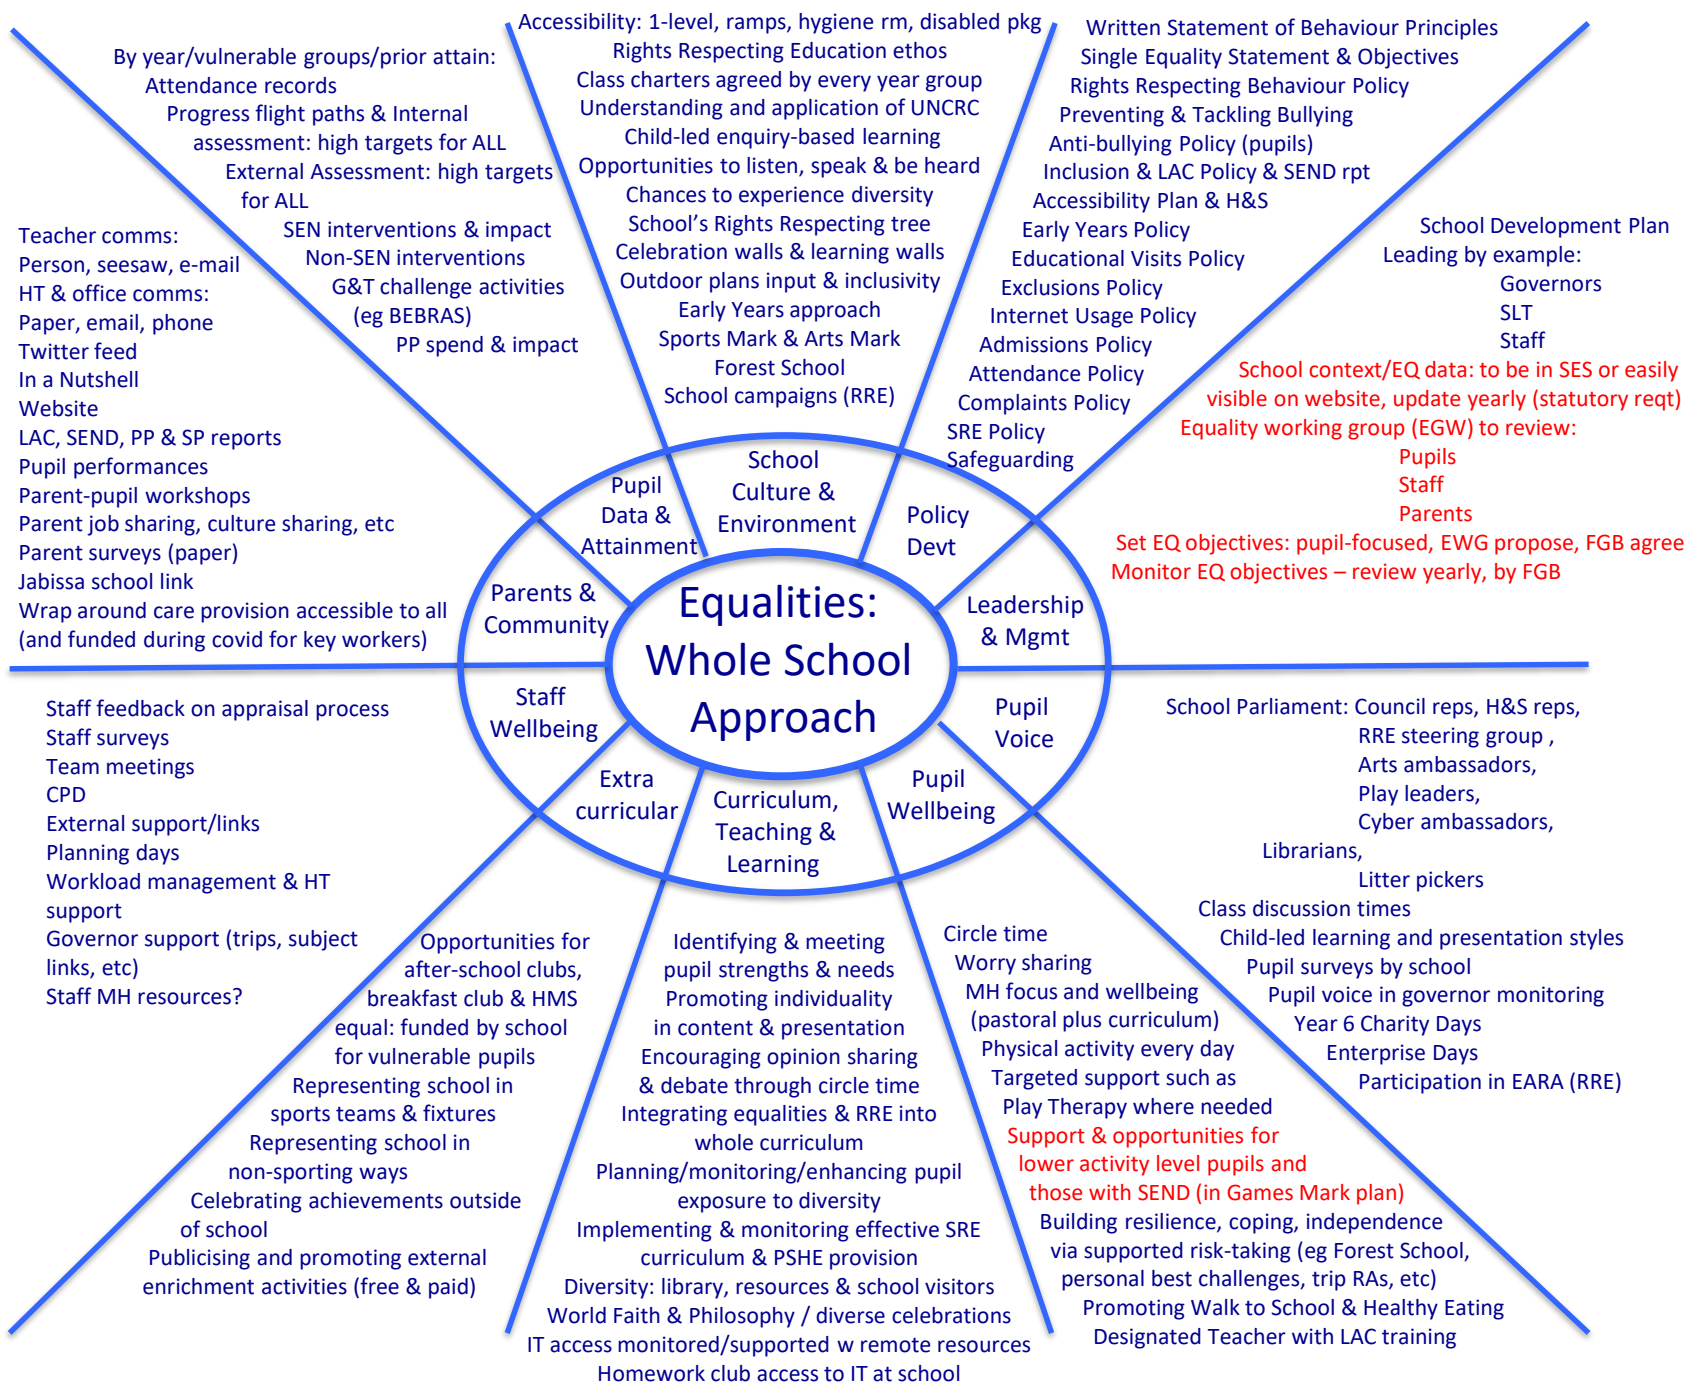 Equalities:
Whole School
Approach
School
Culture &
Environment
Accessibility: 1-level, ramps, hygiene rm, disabled pkg
Rights Respecting Education ethos
Class charters agreed by every year group
Understanding and application of UNCRC
Child-led enquiry-based learning
Opportunities to listen, speak & be heard
Chances to experience diversity
School's Rights Respecting tree
Celebration walls & learning walls
Outdoor plans input & inclusivity
Early Years approach
Sports Mark & Arts Mark
Forest School
School campaigns (RRE)
Policy
Devt
Written Statement of Behaviour Principles
Single Equality Statement & Objectives
Rights Respecting Behaviour Policy
Preventing & Tackling Bullying
Anti-bullying Policy (pupils)
Inclusion & LAC Policy & SEND rpt
Accessibility Plan & H&S
Early Years Policy
Educational Visits Policy
Exclusions Policy
Internet Usage Policy
Admissions Policy
Attendance Policy
Complaints Policy
SRE Policy
Safeguarding
Leadership
& Mgmt
School Development Plan
Leading by example:
Governors
SLT
Staff
School context/EQ data: to be in SES or easily
visible on website, update yearly (statutory reqt)
Equality working group (EGW) to review:
Pupils
Staff
Parents
Set EQ objectives: pupil-focused, EWG propose, FGB agree
Monitor EQ objectives – review yearly, by FGB
Pupil
Voice
School Parliament: Council reps, H&S reps,
RRE steering group ,
Arts ambassadors,
Play leaders,
Cyber ambassadors,
Librarians,
Litter pickers
Class discussion times
Child-led learning and presentation styles
Pupil surveys by school
Pupil voice in governor monitoring
Year 6 Charity Days
Enterprise Days
Participation in EARA (RRE)
Pupil
Wellbeing
Circle time
Worry sharing
MH focus and wellbeing
(pastoral plus curriculum)
Physical activity every day
Targeted support such as
Play Therapy where needed
Support & opportunities for
lower activity level pupils and
those with SEND (in Games Mark plan)
Building resilience, coping, independence
via supported risk-taking (eg Forest School,
personal best challenges, trip RAs, etc)
Promoting Walk to School & Healthy Eating
Designated Teacher with LAC training
Curriculum,
Teaching &
Learning
Identifying & meeting
pupil strengths & needs
Promoting individuality
in content & presentation
Encouraging opinion sharing
& debate through circle time
Integrating equalities & RRE into
whole curriculum
Planning/monitoring/enhancing pupil
exposure to diversity
Implementing & monitoring effective SRE
curriculum & PSHE provision
Diversity: library, resources & school visitors
World Faith & Philosophy / diverse celebrations
IT access monitored/supported w remote resources
Homework club access to IT at school
Extra
curricular
Opportunities for
after-school clubs,
breakfast club & HMS
equal: funded by school
for vulnerable pupils
Representing school in
sports teams & fixtures
Representing school in
non-sporting ways
Celebrating achievements outside
of school
Publicising and promoting external
enrichment activities (free & paid)
Staff
Wellbeing
Staff feedback on appraisal process
Staff surveys
Team meetings
CPD
External support/links
Planning days
Workload management & HT
support
Governor support (trips, subject
links, etc)
Staff MH resources?
Parents &
Community
Teacher comms:
Person, seesaw, e-mail
HT & office comms:
Paper, email, phone
Twitter feed
In a Nutshell
Website
LAC, SEND, PP & SP reports
Pupil performances
Parent-pupil workshops
Parent job sharing, culture sharing, etc
Parent surveys (paper)
Jabissa school link
Wrap around care provision accessible to all
(and funded during covid for key workers)
Pupil
Data &
Attainment
By year/vulnerable groups/prior attain:
Attendance records
Progress flight paths & Internal
assessment: high targets for ALL
External Assessment: high targets
for ALL
SEN interventions & impact
Non-SEN interventions
G&T challenge activities
(eg BEBRAS)
PP spend & impact